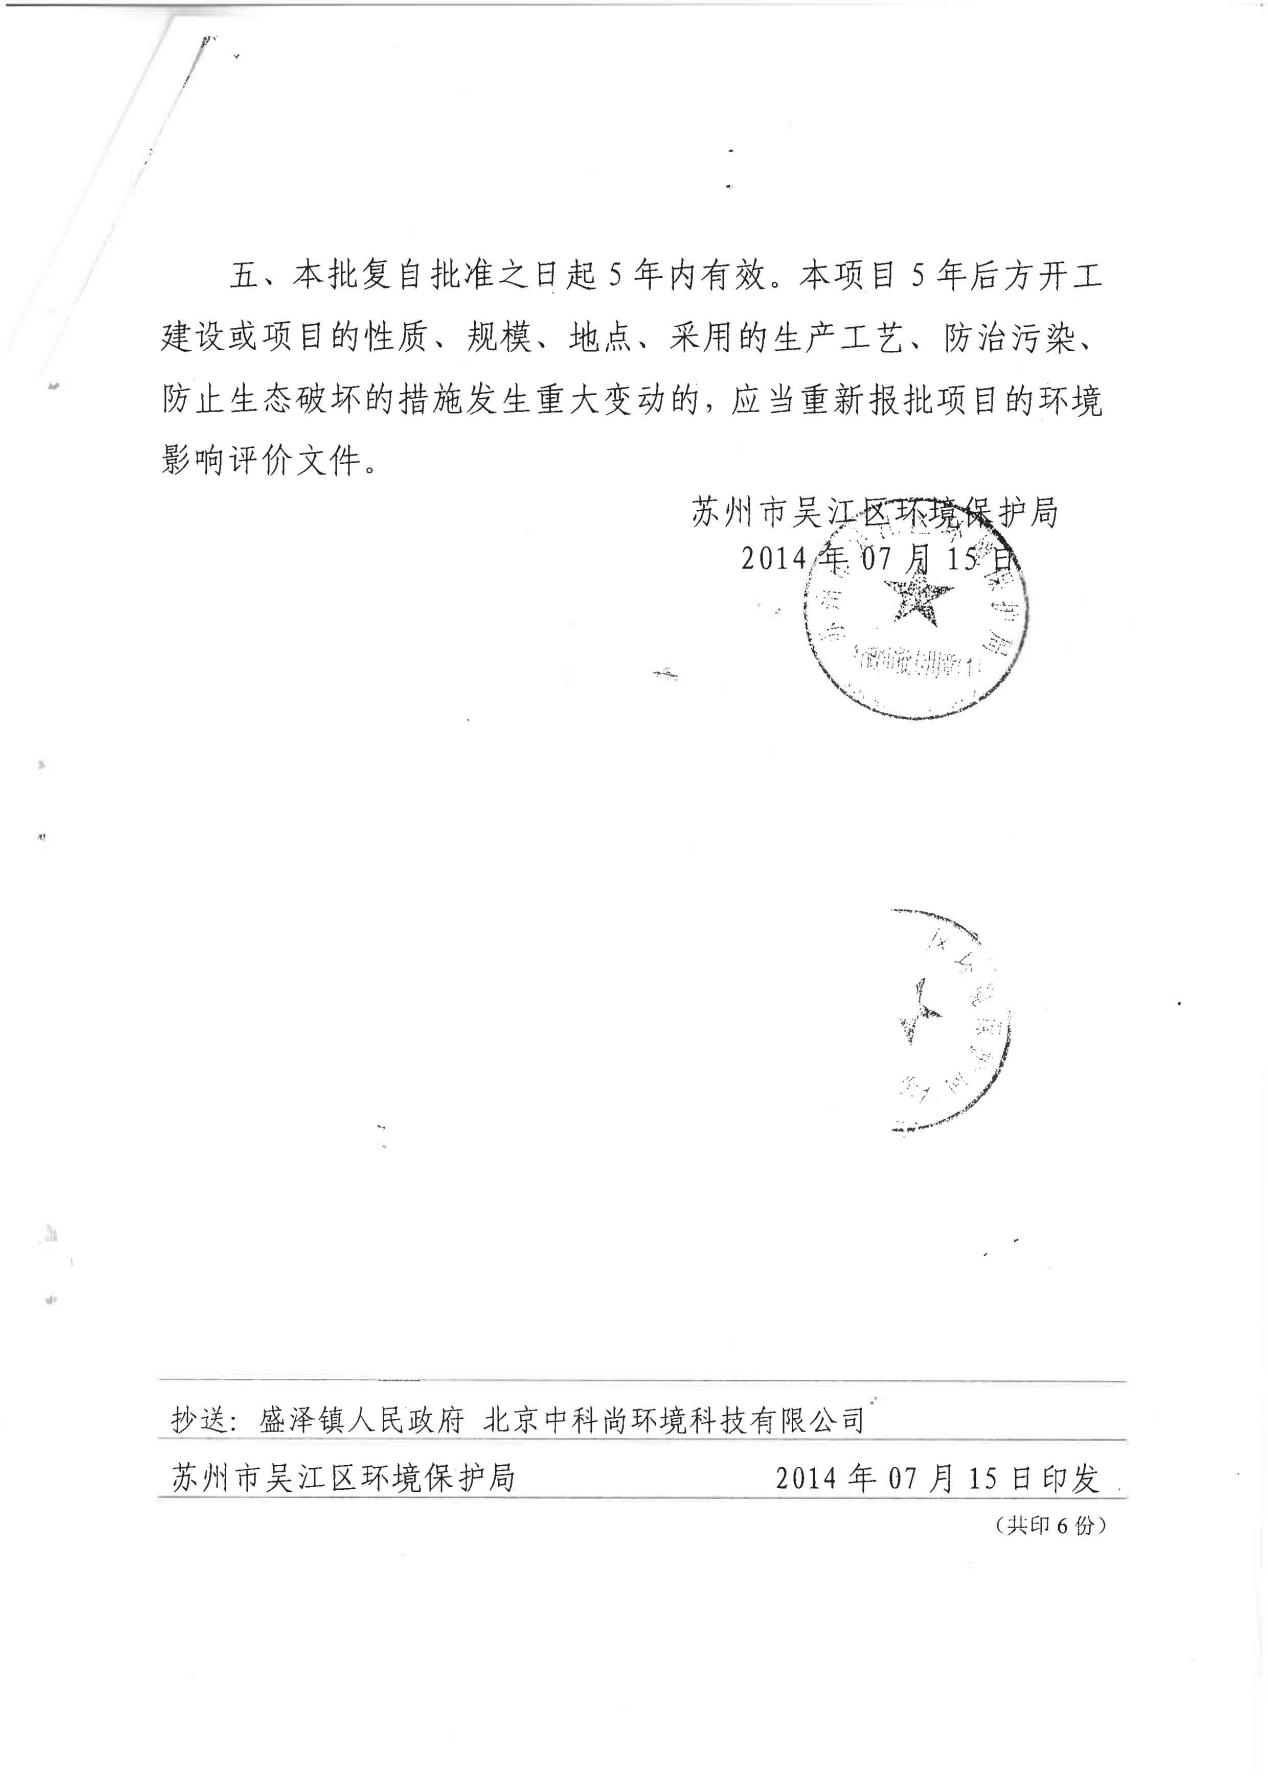 五、本批复自批准之日起5年内有效。本项目5年后方开工
建设或项目的性质、规模、地点、采用的生产工艺、防治污染、
防止生态破坏的措施发生重大变动的，应当重新报批项目的环境
影响评价文件。
苏州市吴江区环境保护局
2014年07月15日
抄送：盛泽镇人民政府 北京中科尚环境科技有限公司
苏州市吴江区环境保护局 2014年07月15日印发
（共印6份）